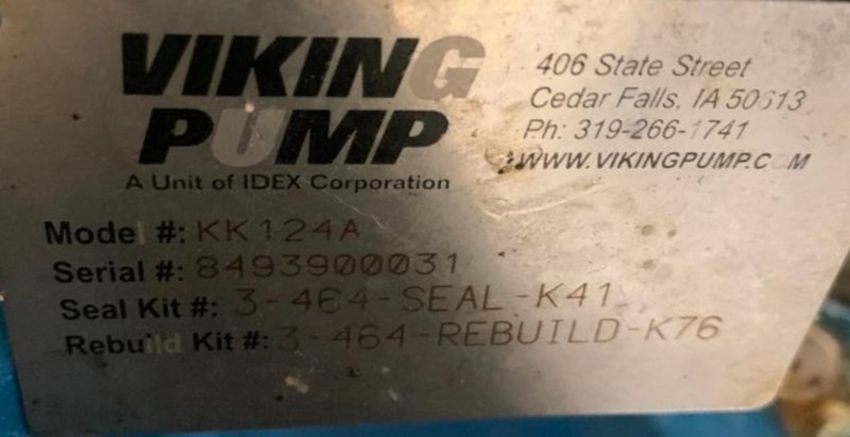 VIKING
PUMP
A Unit of IDEX Corporation
406 State Street
Cedar Falls, IA 50613
Ph: 319-266-1741
WWW.VIKINGPUMP.COM
Model #: KK124A
Serial #: 8493900031
Seal Kit #: 3-464-SEAL-K41
Rebuild Kit #: 3-464-REBUILD-K76